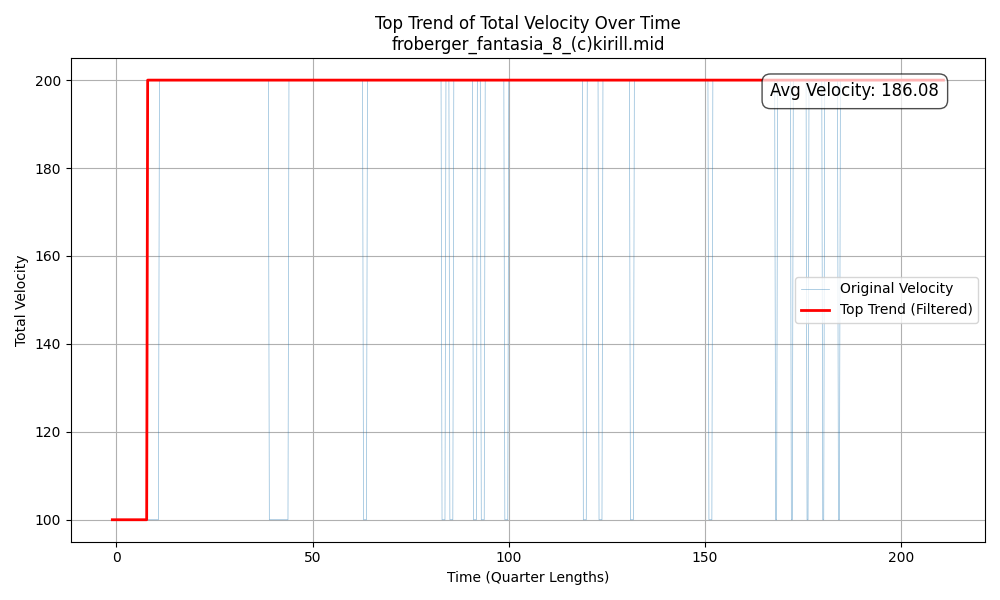 Top Trend of Total Velocity Over Time
froberger_fantasia_8_(c)kirill.mid
Total Velocity
200
180
160
140
120
100
Avg Velocity: 186.08
Original Velocity
Top Trend (Filtered)
0 50 100 150 200
Time (Quarter Lengths)